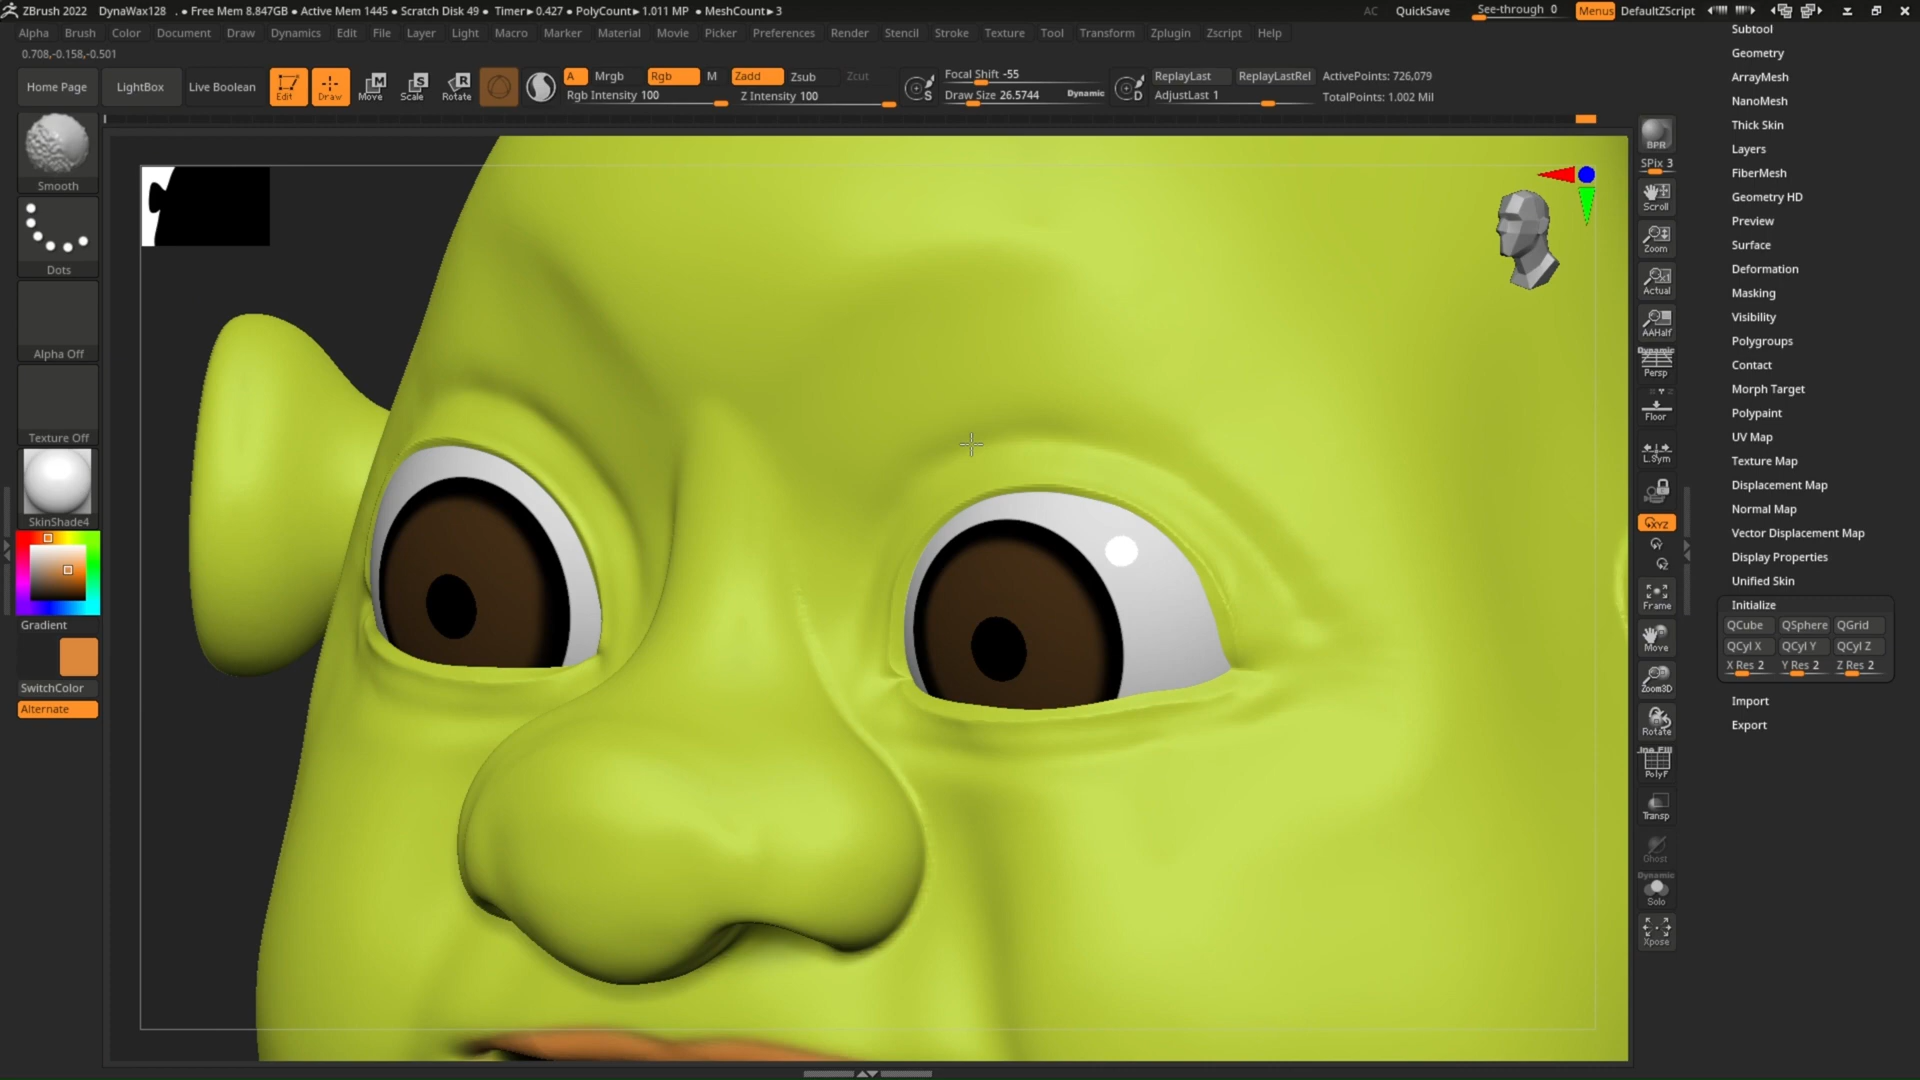 ZBrush 2022 DynaWax128 . • Free Mem 8.847GB • Active Mem 1445 • Scratch Disk 49 • Timer▸0.427 • PolyCount▸1.011 MP • MeshCount▸3
AC QuickSave See-through 0 Menus DefaultZScript
Alpha Brush Color Document Draw Dynamics Edit File Layer Light Macro Marker Material Movie Picker Preferences Render Stencil Stroke Texture Tool Transform Zplugin Zscript Help
0.708,-0.158,-0.501
Home Page
LightBox
Live Boolean
Edit
Draw
Move
Scale
Rotate
A Mrgb Rgb M Zadd Zsub Zcut
Rgb Intensity 100 Z Intensity 100
S
Focal Shift -55
Draw Size 26.5744 Dynamic
D
ReplayLast ReplayLastRel
AdjustLast 1
ActivePoints: 726,079
TotalPoints: 1.002 Mil
Smooth
Dots
Alpha Off
Texture Off
SkinShade4
Gradient
SwitchColor
Alternate
BPR
SPix 3
Scroll
Zoom
Actual
AAHalf
Dynamic
Persp
Floor
L.Sym
XYZ
Y
Z
Frame
Move
Zoom3D
Rotate
PolyF
Transp
Ghost
Dynamic
Solo
Xpose
Subtool
Geometry
ArrayMesh
NanoMesh
Thick Skin
Layers
FiberMesh
Geometry HD
Preview
Surface
Deformation
Masking
Visibility
Polygroups
Contact
Morph Target
Polypaint
UV Map
Texture Map
Displacement Map
Normal Map
Vector Displacement Map
Display Properties
Unified Skin
Initialize
QCube QSphere QGrid
QCyl X QCyl Y QCyl Z
X Res 2 Y Res 2 Z Res 2
Import
Export